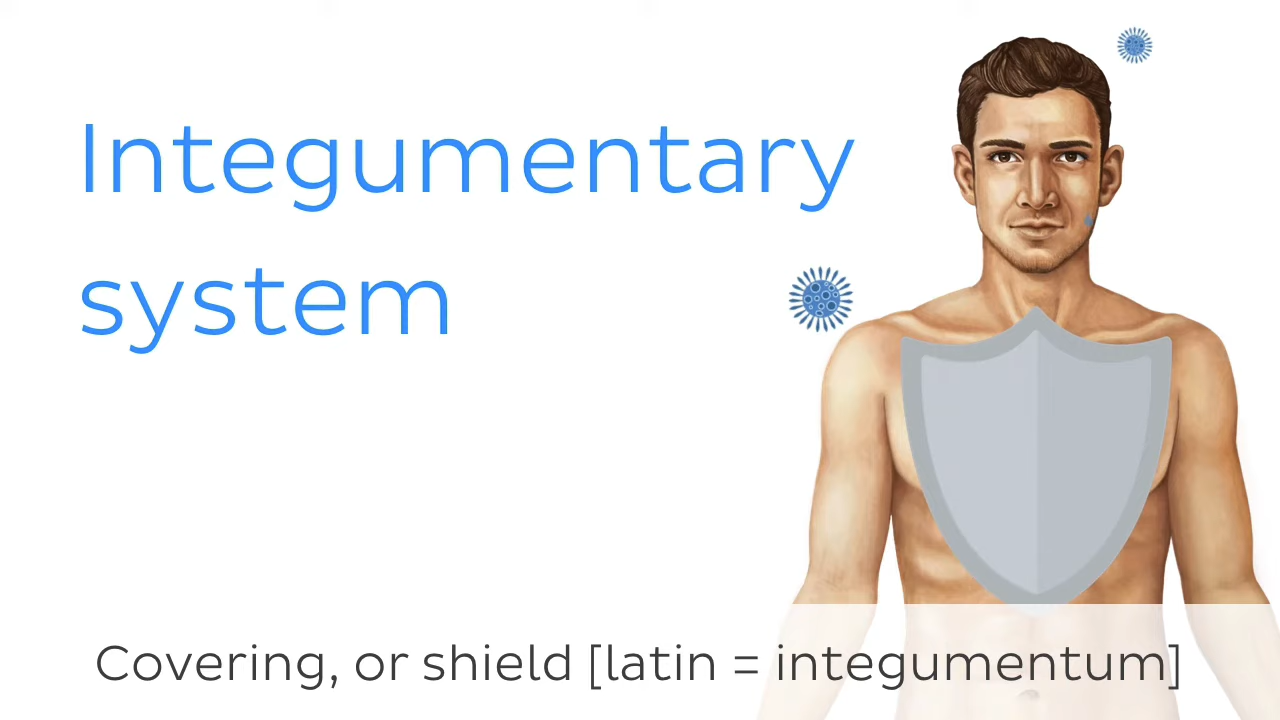 Integumentary
system
Covering, or shield [latin = integumentum]